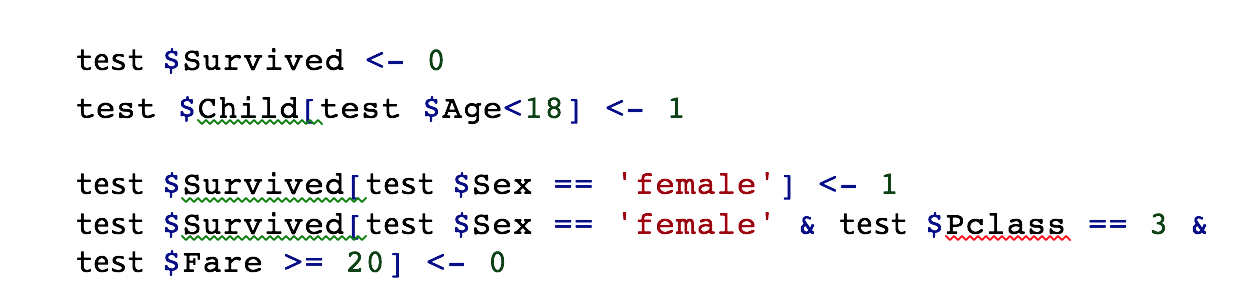 test $Survived <- 0
test $Child[test $Age<18] <- 1
test $Survived[test $Sex == 'female'] <- 1
test $Survived[test $Sex == 'female' & test $Pclass == 3 &
test $Fare >= 20] <- 0